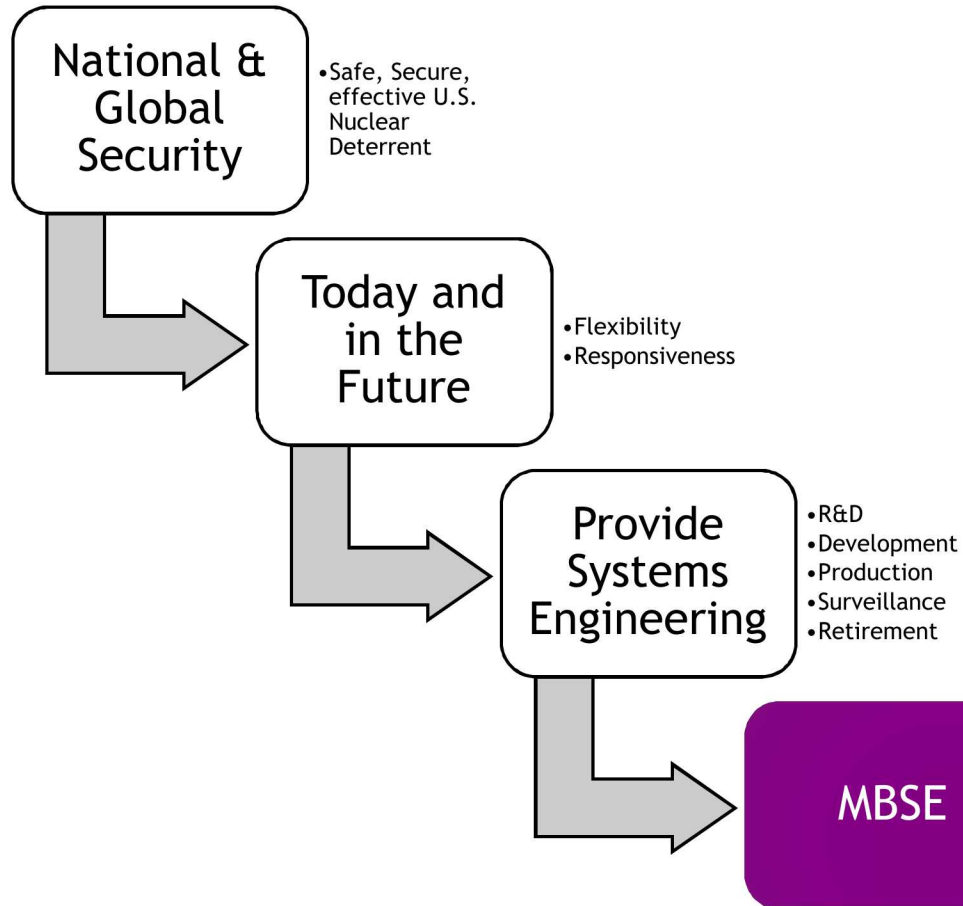 National &
Global
Security
•Safe, Secure,
effective U.S.
Nuclear
Deterrent
Today and
in the
Future
•Flexibility
•Responsiveness
Provide
Systems
Engineering
•R&D
•Development
•Production
•Surveillance
•Retirement
MBSE